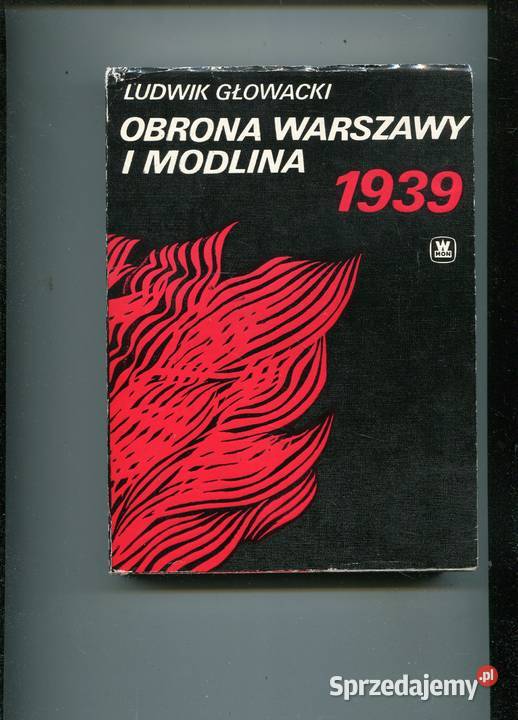 LUDWIK GŁOWACKI
OBRONA WARSZAWY
I MODLINA
1939
W
MON
Sprzedajemy.pl